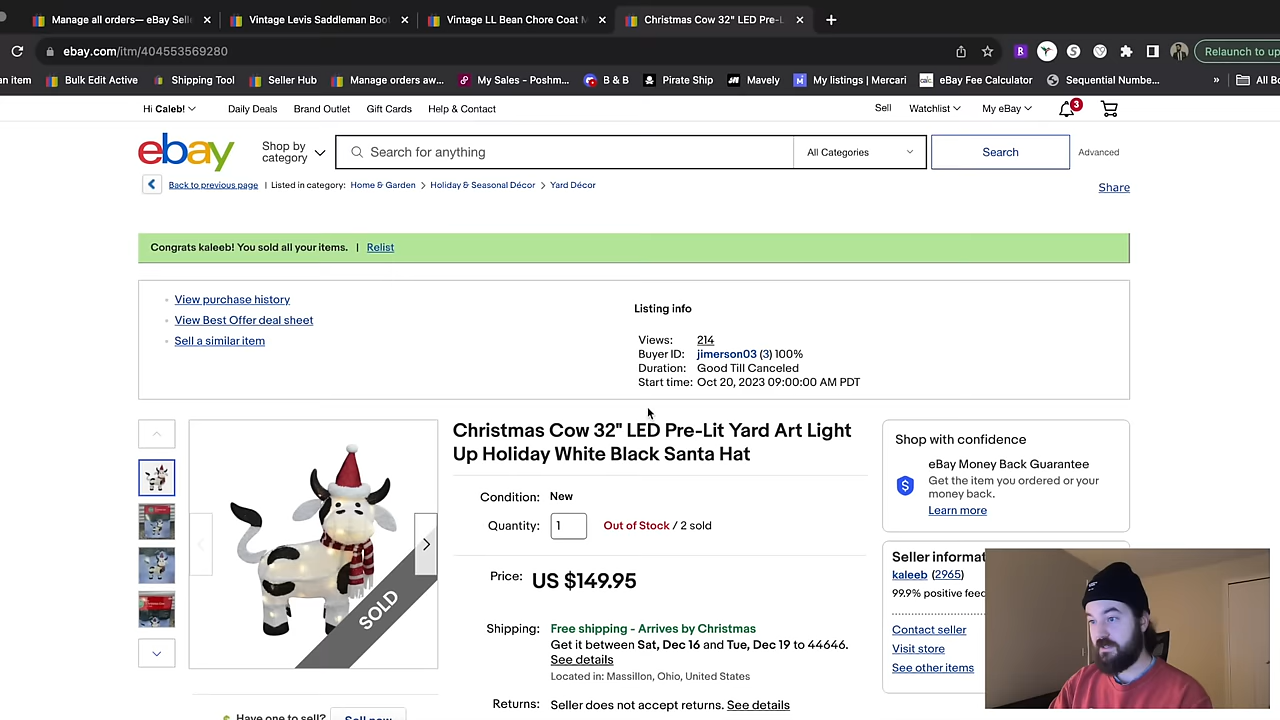 Manage all orders— eBay Sell
Vintage Levis Saddleman Boot
Vintage LL Bean Chore Coat M
Christmas Cow 32" LED Pre-L
ebay.com/itm/404553569280
Relaunch to up
an item
Bulk Edit Active
Shipping Tool
Seller Hub
Manage orders aw...
My Sales - Poshm...
B & B
Pirate Ship
Mavely
My listings | Mercari
eBay Fee Calculator
Sequential Numbe...
»
All Bo
Hi Caleb!
Daily Deals
Brand Outlet
Gift Cards
Help & Contact
Sell
Watchlist
My eBay
3
ebay
Shop by
category
Search for anything
All Categories
Search
Advanced
Back to previous page | Listed in category: Home & Garden > Holiday & Seasonal Décor > Yard Décor
Share
Congrats kaleeb! You sold all your items. | Relist
View purchase history
View Best Offer deal sheet
Sell a similar item
Listing info
Views: 214
Buyer ID: jimerson03 (3) 100%
Duration: Good Till Canceled
Start time: Oct 20, 2023 09:00:00 AM PDT
Christmas Cow 32" LED Pre-Lit Yard Art Light
Up Holiday White Black Santa Hat
Condition: New
Quantity: 1 Out of Stock / 2 sold
Price: US $149.95
Shipping: Free shipping - Arrives by Christmas
Get it between Sat, Dec 16 and Tue, Dec 19 to 44646.
See details
Located in: Massillon, Ohio, United States
Returns: Seller does not accept returns. See details
SOLD
Have one to sell? Sell now
Shop with confidence
eBay Money Back Guarantee
Get the item you ordered or your
money back.
Learn more
Seller informat
kaleeb (2965)
99.9% positive feed
Contact seller
Visit store
See other items